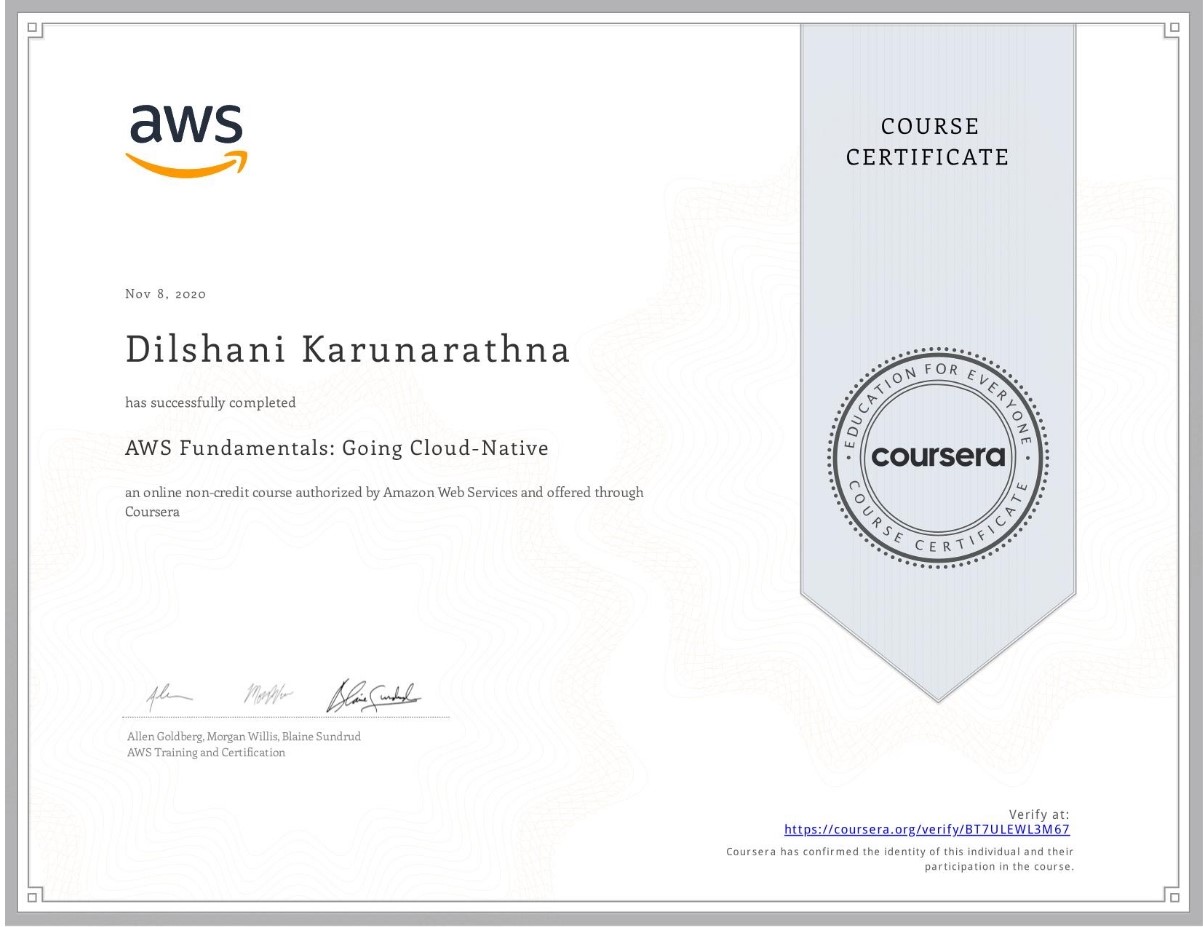 aws
COURSE
CERTIFICATE
Nov 8, 2020
Dilshani Karunarathna
has successfully completed
AWS Fundamentals: Going Cloud-Native
an online non-credit course authorized by Amazon Web Services and offered through
Coursera
EDUCATION FOR EVERYONE
coursera
COURSE CERTIFICATE
Allen Goldberg, Morgan Willis, Blaine Sundrud
AWS Training and Certification
Verify at:
https://coursera.org/verify/BT7ULEWL3M67
Coursera has confirmed the identity of this individual and their
participation in the course.